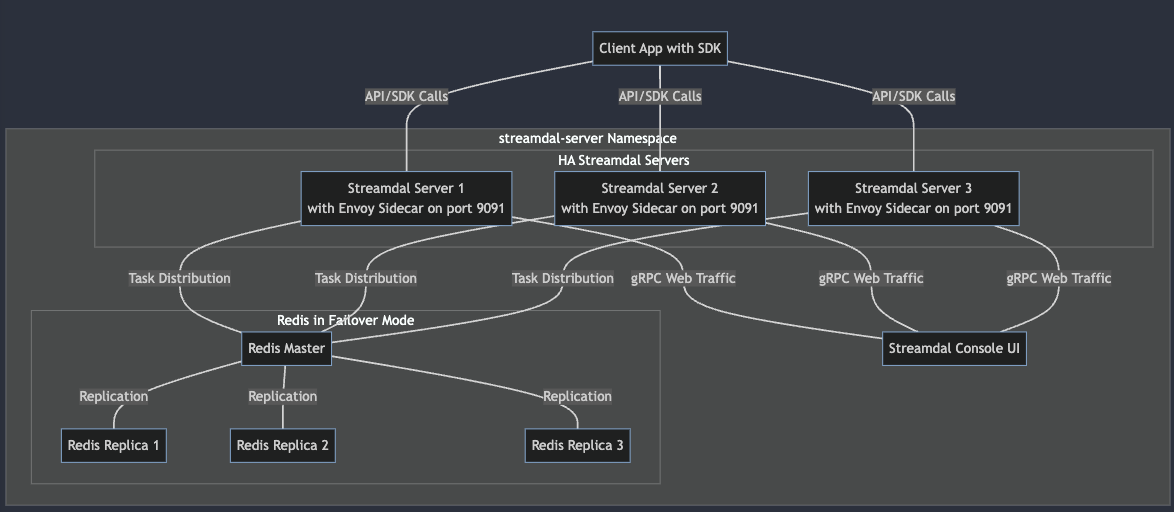 Client App with SDK
API/SDK Calls
API/SDK Calls
API/SDK Calls
streamdal-server Namespace
HA Streamdal Servers
Streamdal Server 1
with Envoy Sidecar on port 9091
Streamdal Server 2
with Envoy Sidecar on port 9091
Streamdal Server 3
with Envoy Sidecar on port 9091
Task Distribution
Task Distribution
Task Distribution
gRPC Web Traffic
gRPC Web Traffic
gRPC Web Traffic
Redis in Failover Mode
Redis Master
Streamdal Console UI
Replication
Replication
Replication
Redis Replica 1
Redis Replica 2
Redis Replica 3